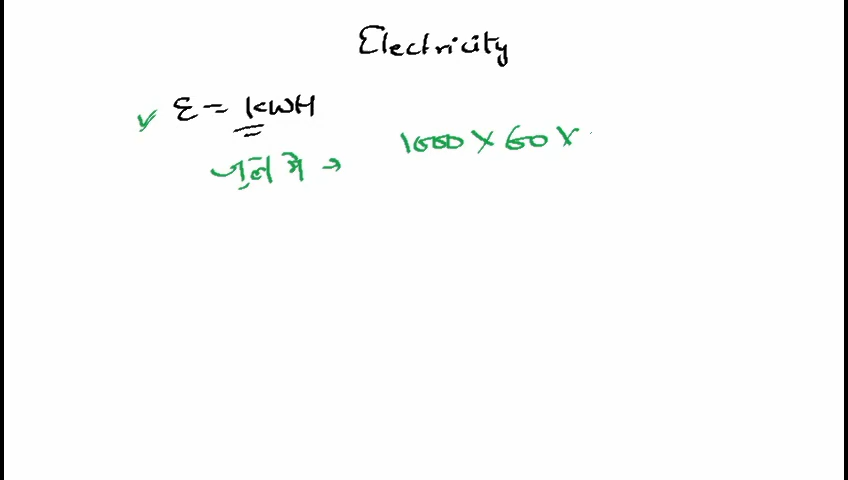 Electricity
✓ E = kWH
जूल में → 1000 × 60 ×